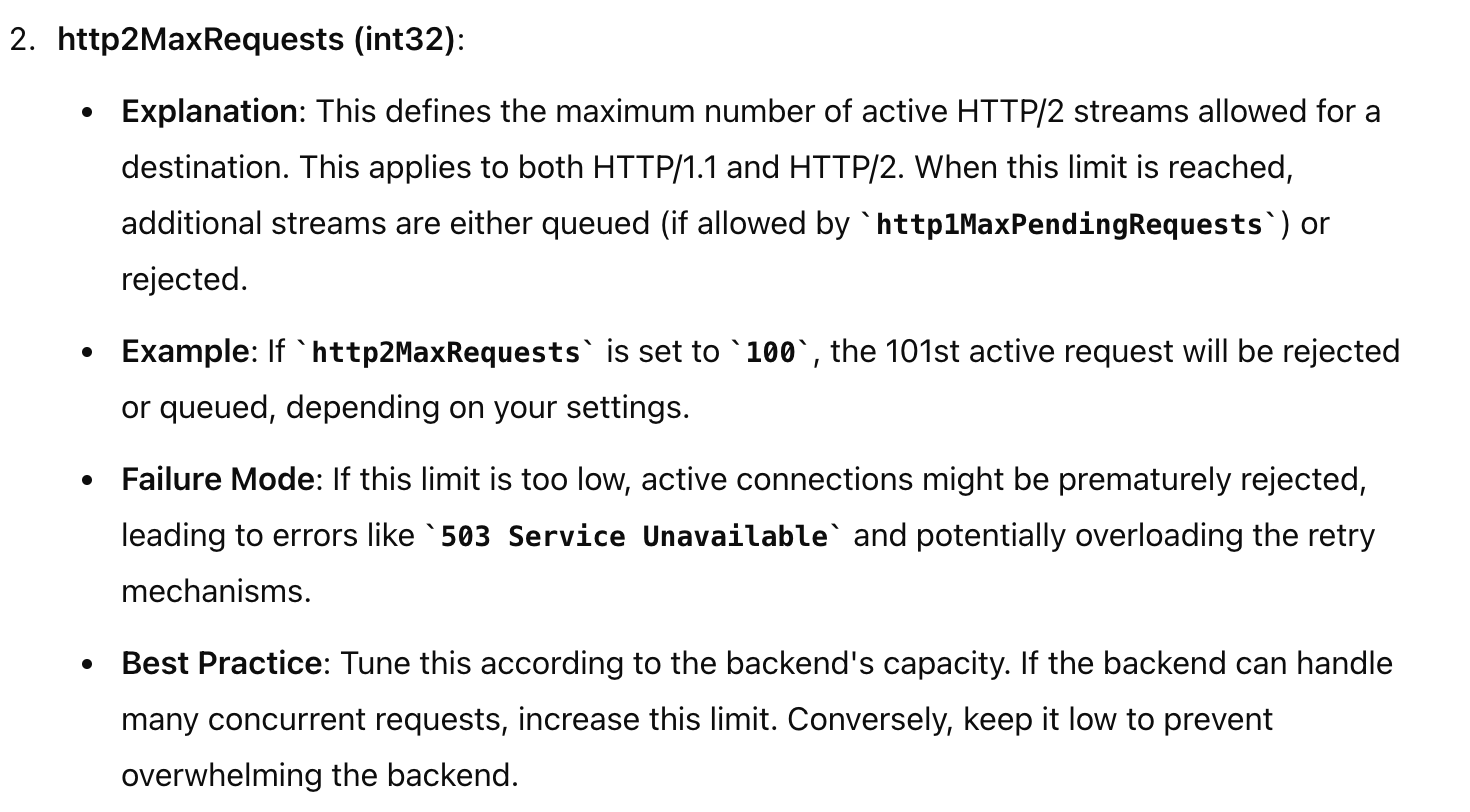 2. http2MaxRequests (int32):
• Explanation: This defines the maximum number of active HTTP/2 streams allowed for a
destination. This applies to both HTTP/1.1 and HTTP/2. When this limit is reached,
additional streams are either queued (if allowed by `http1MaxPendingRequests`) or
rejected.
• Example: If `http2MaxRequests` is set to `100`, the 101st active request will be rejected
or queued, depending on your settings.
• Failure Mode: If this limit is too low, active connections might be prematurely rejected,
leading to errors like `503 Service Unavailable` and potentially overloading the retry
mechanisms.
• Best Practice: Tune this according to the backend's capacity. If the backend can handle
many concurrent requests, increase this limit. Conversely, keep it low to prevent
overwhelming the backend.